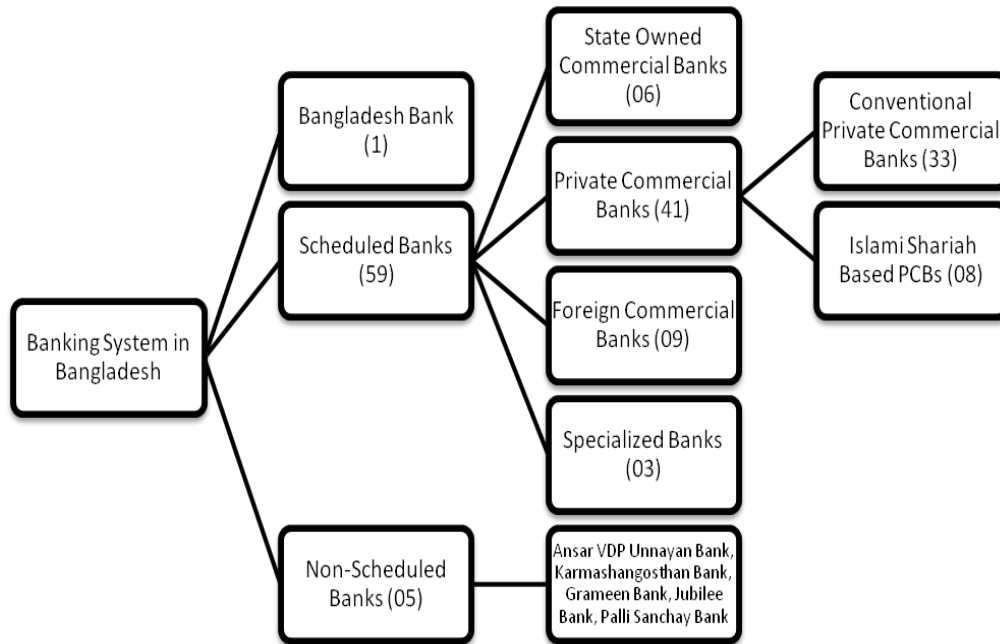 Banking System in
Bangladesh
Bangladesh Bank
(1)
Scheduled Banks
(59)
Non-Scheduled
Banks (05)
State Owned
Commercial Banks
(06)
Private Commercial
Banks (41)
Foreign Commercial
Banks (09)
Specialized Banks
(03)
Ansar VDP Unnayan Bank,
Karmashangosthan Bank,
Grameen Bank, Jubilee
Bank, Palli Sanchay Bank
Conventional
Private Commercial
Banks (33)
Islami Shariah
Based PCBs (08)